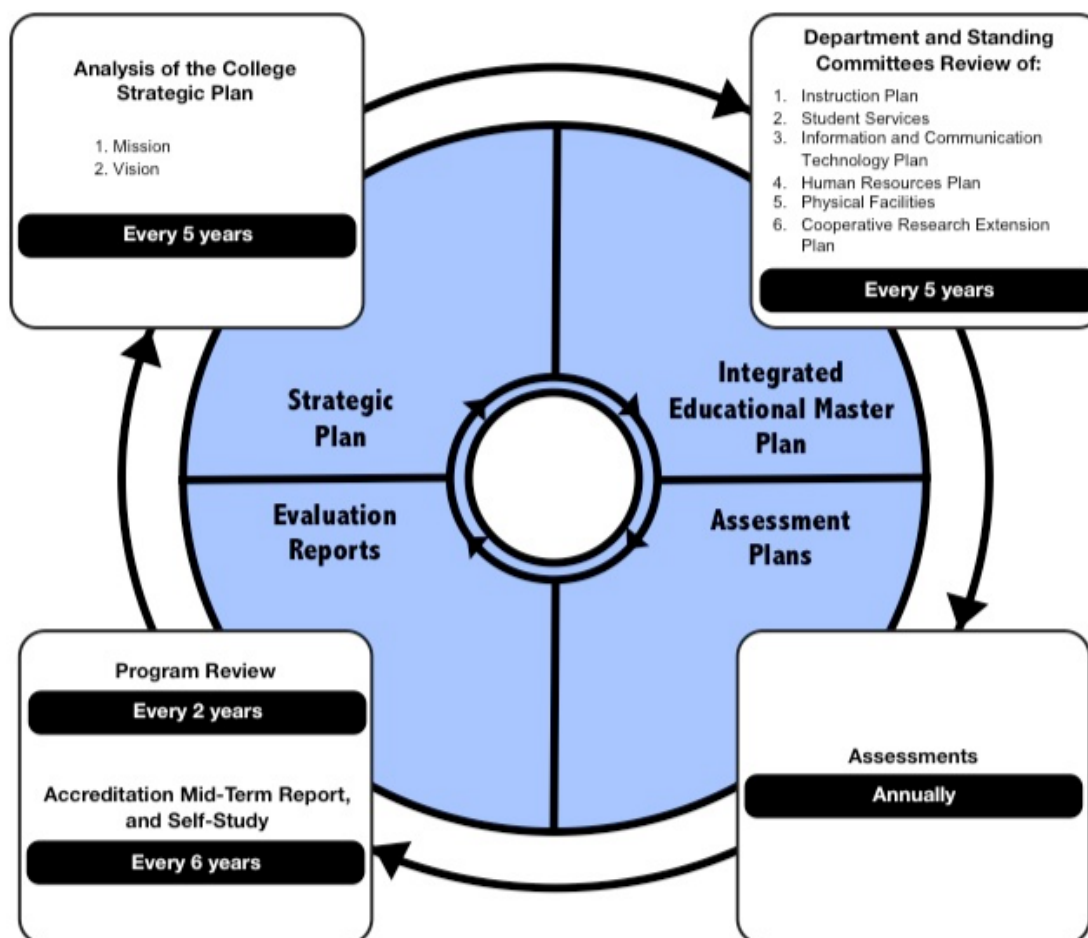 Analysis of the College
Strategic Plan
1. Mission
2. Vision
Every 5 years
Department and Standing
Committees Review of:
1. Instruction Plan
2. Student Services
3. Information and Communication
Technology Plan
4. Human Resources Plan
5. Physical Facilities
6. Cooperative Research Extension
Plan
Every 5 years
Strategic
Plan
Integrated
Educational Master
Plan
Evaluation
Reports
Assessment
Plans
Program Review
Every 2 years
Accreditation Mid-Term Report,
and Self-Study
Every 6 years
Assessments
Annually